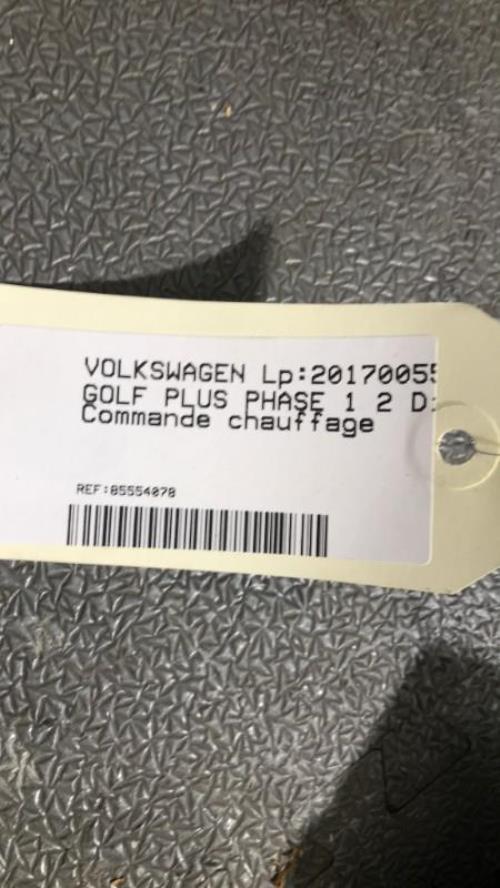 VOLKSWAGEN Lp:20170055
GOLF PLUS PHASE 1 2 D
Commande chauffage
REF:85554078